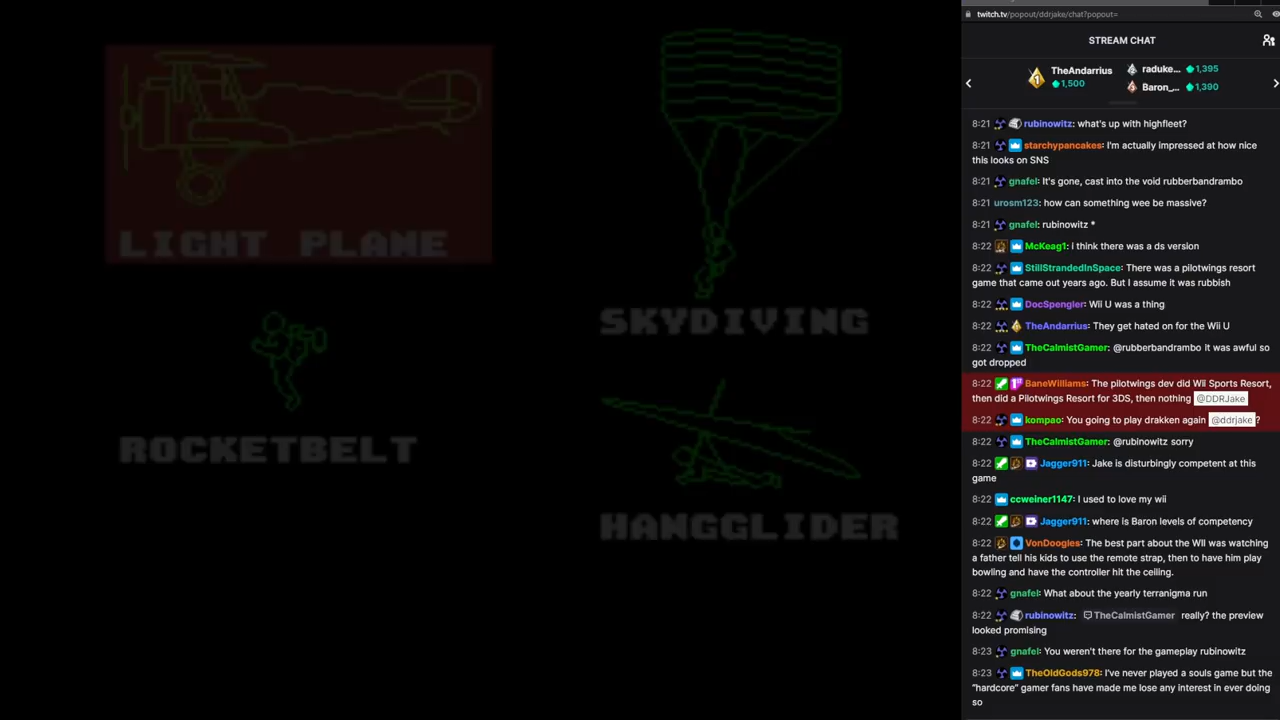 LIGHT PLANE
SKYDIVING
ROCKETBELT
HANGGLIDER
twitch.tv/popout/ddrjake/chat?popout=
STREAM CHAT
1 TheAndarrius 1,500
raduke... 1,395
Baron_... 1,390
8:21 rubinowitz: what's up with highfleet?
8:21 starchypancakes: I'm actually impressed at how nice
this looks on SNS
8:21 gnafel: It's gone, cast into the void rubberbandrambo
8:21 urosm123: how can something wee be massive?
8:21 gnafel: rubinowitz *
8:22 McKeag1: i think there was a ds version
8:22 StillStrandedInSpace: There was a pilotwings resort
game that came out years ago. But I assume it was rubbish
8:22 DocSpengler: Wii U was a thing
8:22 TheAndarrius: They get hated on for the Wii U
8:22 TheCalmistGamer: @rubberbandrambo It was awful so
got dropped
8:22 BaneWilliams: The pilotwings dev did Wii Sports Resort,
then did a Pilotwings Resort for 3DS, then nothing @DDRJake
8:22 kompao: You going to play drakken again @ddrjake ?
8:22 TheCalmistGamer: @rubinowitz sorry
8:22 Jagger911: Jake is disturbingly competent at this
game
8:22 ccweiner1147: I used to love my wii
8:22 Jagger911: where is Baron levels of competency
8:22 VonDoogles: The best part about the WII was watching
a father tell his kids to use the remote strap, then to have him play
bowling and have the controller hit the ceiling.
8:22 gnafel: What about the yearly terranigma run
8:22 rubinowitz: TheCalmistGamer really? the preview
looked promising
8:23 gnafel: You weren't there for the gameplay rubinowitz
8:23 TheOldGods978: I've never played a souls game but the
"hardcore" gamer fans have made me lose any interest in ever doing
so